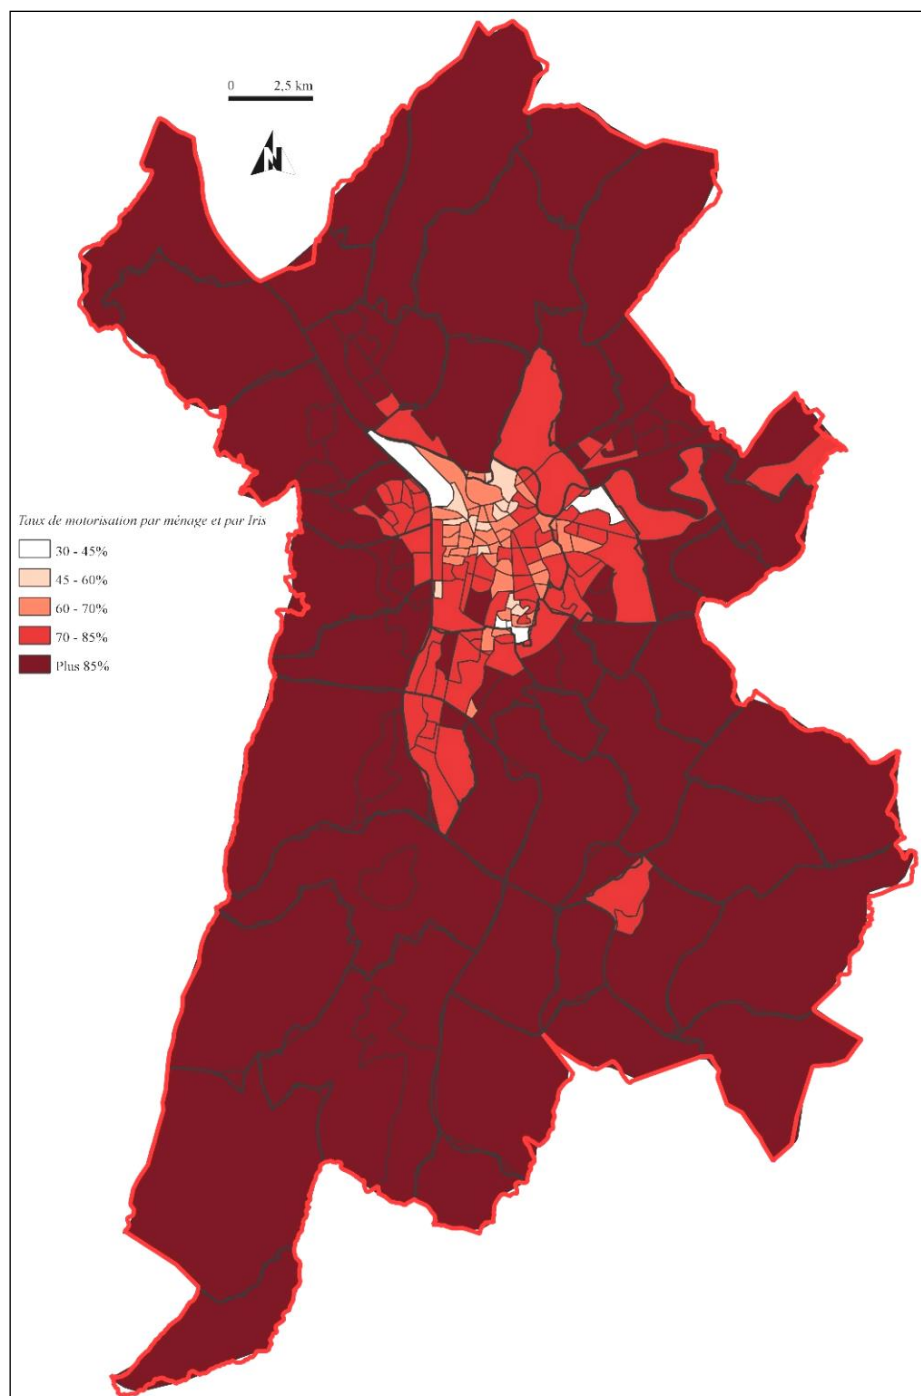 0 2,5 km
N
Taux de motorisation par ménage et par Iris
30 - 45%
45 - 60%
60 - 70%
70 - 85%
Plus 85%